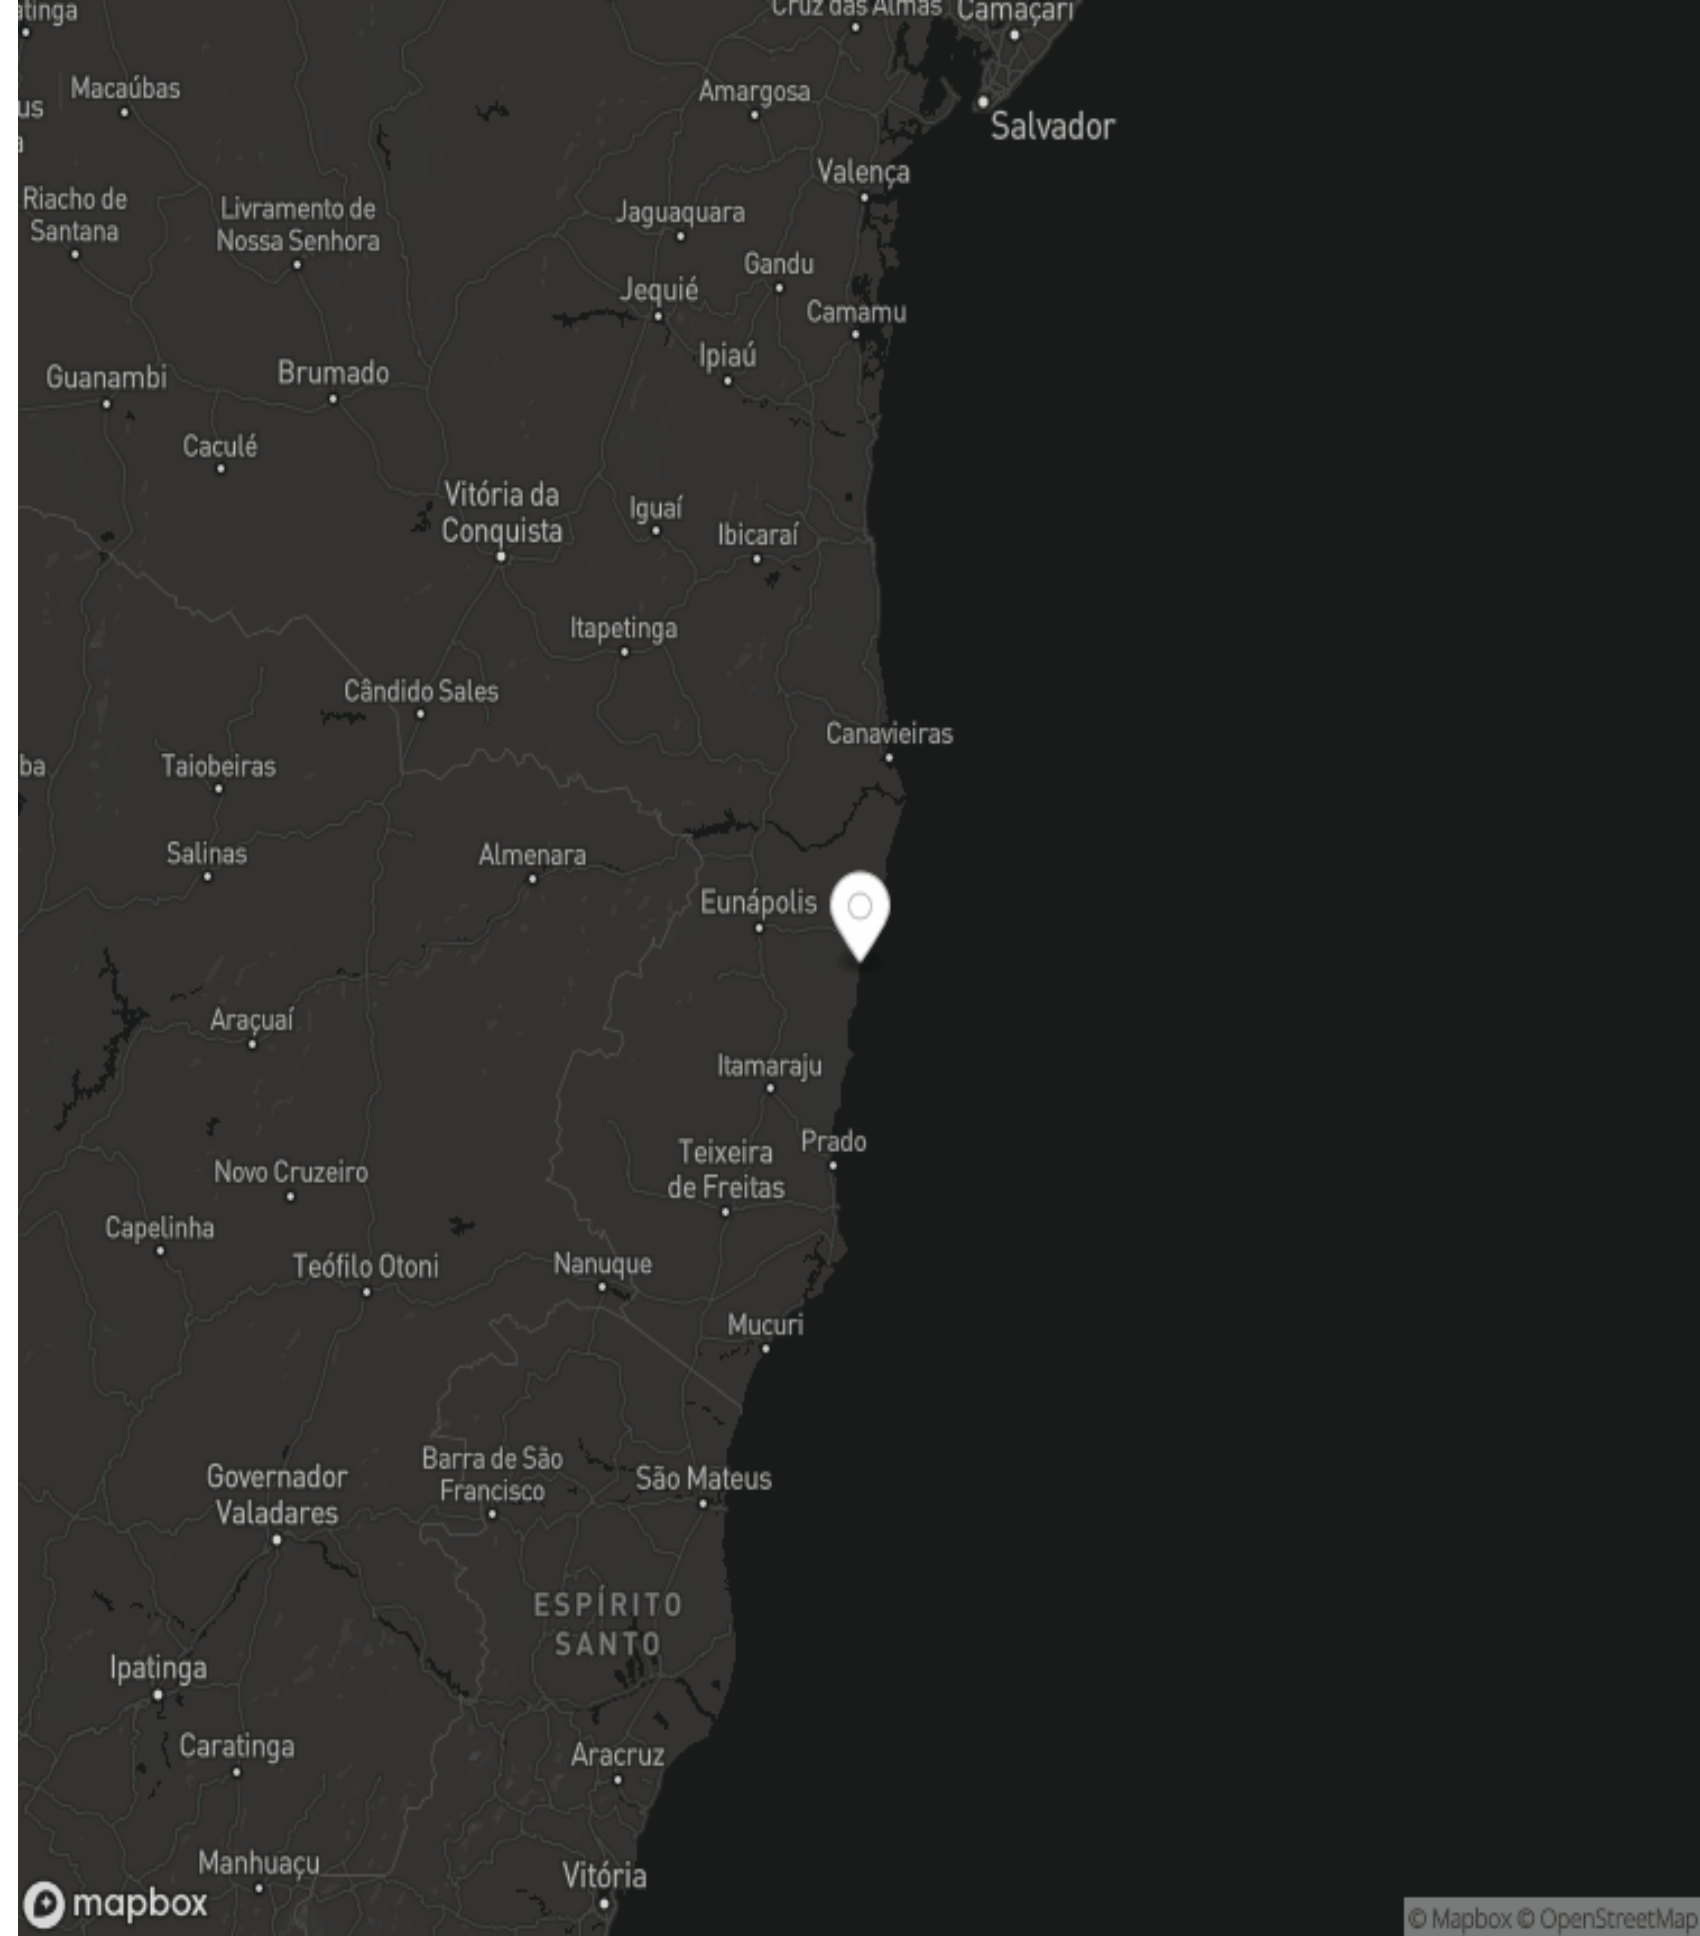 Cruz das Almas
Camaçari
atinga
Macaúbas
Amargosa
us
a
Salvador
Valença
Riacho de
Santana
Livramento de
Nossa Senhora
Jaguaquara
Gandu
Jequié
Camamu
Ipiaú
Guanambi
Brumado
Caculé
Vitória da
Conquista
Iguaí
Ibicaraí
Itapetinga
Cândido Sales
Canavieiras
ba
Taiobeiras
Salinas
Almenara
Eunápolis
Araçuaí
Itamaraju
Prado
Teixeira
de Freitas
Novo Cruzeiro
Capelinha
Teófilo Otoni
Nanuque
Mucuri
Barra de São
Francisco
Governador
Valadares
São Mateus
ESPÍRITO
SANTO
Ipatinga
Caratinga
Aracruz
Manhuaçu
Vitória
mapbox
© Mapbox © OpenStreetMap